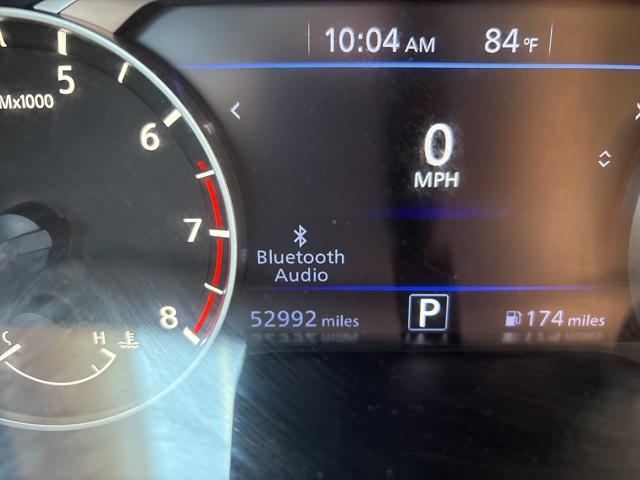 10:04 AM 84 °F
5
Mx1000
6
0
MPH
7
Bluetooth
Audio
8
52992 miles P 174 miles
C H